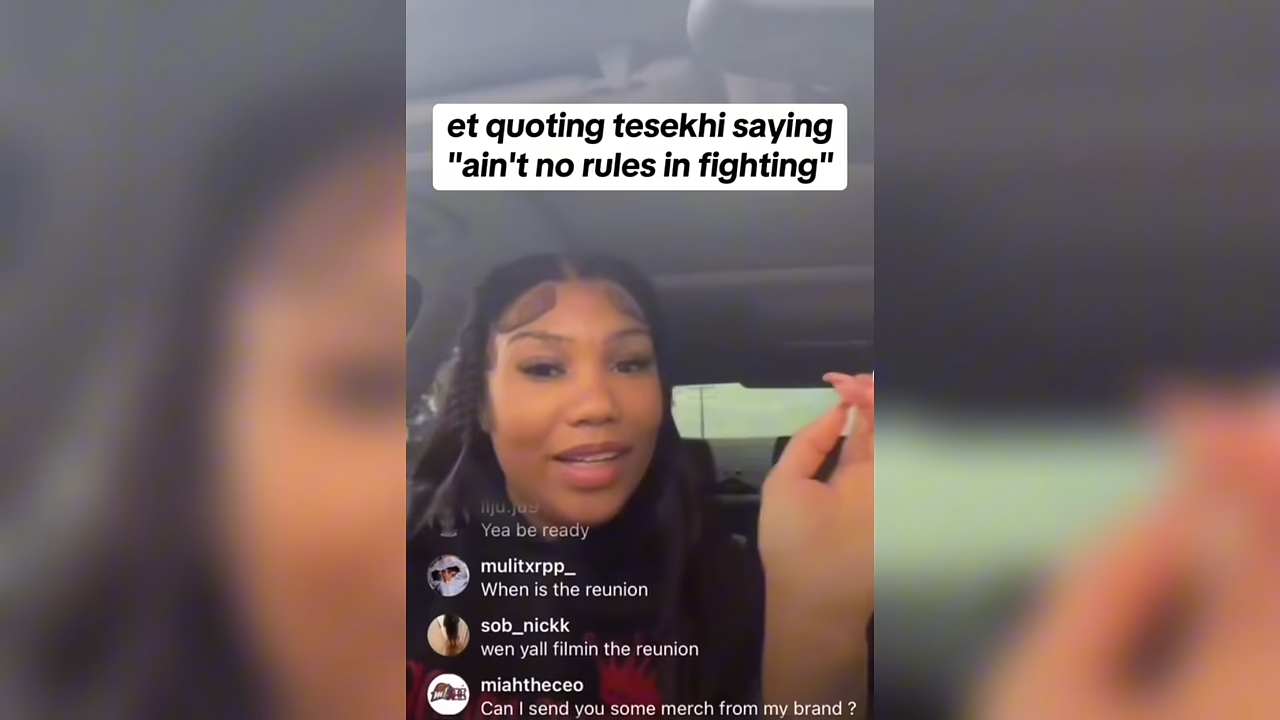 et quoting tesekhi saying
"ain't no rules in fighting"
Yea be ready
mulitxrpp_
When is the reunion
sob_nickk
wen yall filmin the reunion
miahtheceo
Can I send you some merch from my brand ?